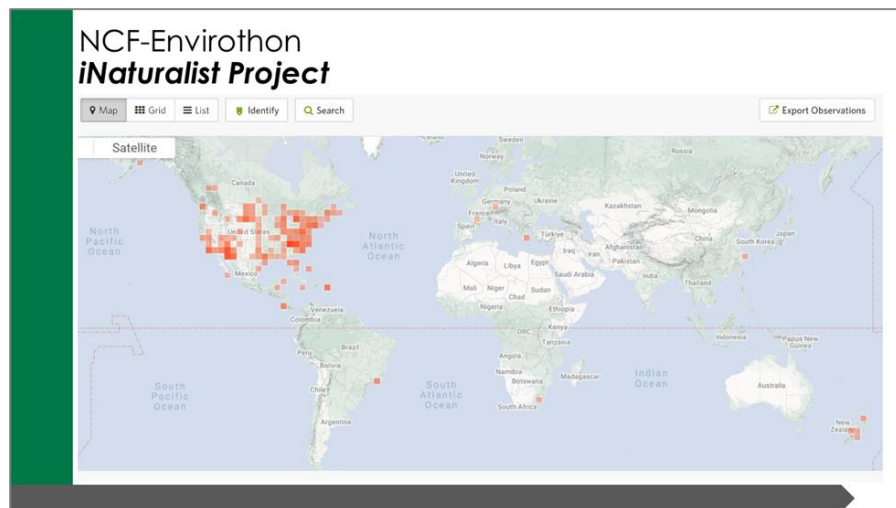 NCF-Envirothon
iNaturalist Project
Map Grid List Identify Search Export Observations
Satellite
Iceland
Sweden
Norway
Russia
Canada
United Kingdom
Poland
Germany
Ukraine
France
Kazakhstan
Mongolia
Spain
Italy
Türkiye
North Pacific Ocean
United States
North Atlantic Ocean
China
South Korea
Japan
Iraq
Iran
Afghanistan
Pakistan
Algeria
Libya
Egypt
Saudi Arabia
India
Mexico
Mali
Niger
Chad
Sudan
Thailand
Nigeria
Ethiopia
Venezuela
Colombia
DRC
Kenya
Tanzania
Indonesia
Papua New Guinea
Peru
Brazil
Angola
Bolivia
Namibia
Botswana
Madagascar
Indian Ocean
South Pacific Ocean
Chile
South Atlantic Ocean
Australia
South Africa
Argentina
New Zealand